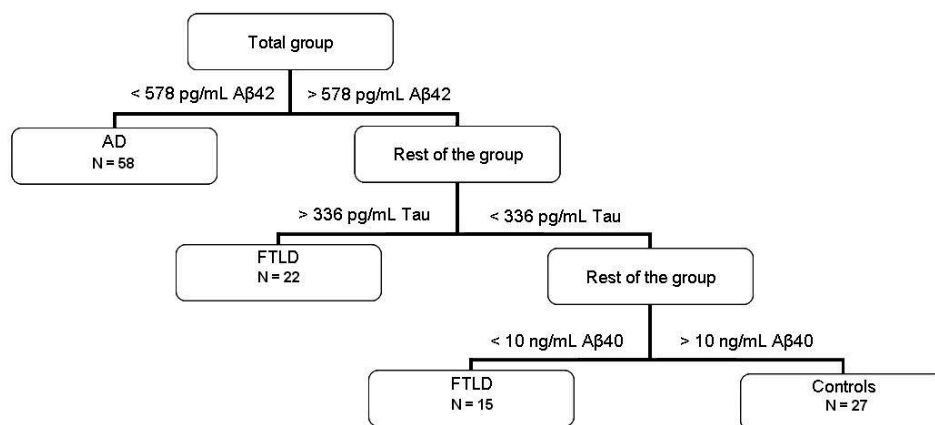 Total group
< 578 pg/mL Aβ42 > 578 pg/mL Aβ42
AD
N = 58
Rest of the group
> 336 pg/mL Tau < 336 pg/mL Tau
FTLD
N = 22
Rest of the group
< 10 ng/mL Aβ40 > 10 ng/mL Aβ40
FTLD
N = 15
Controls
N = 27